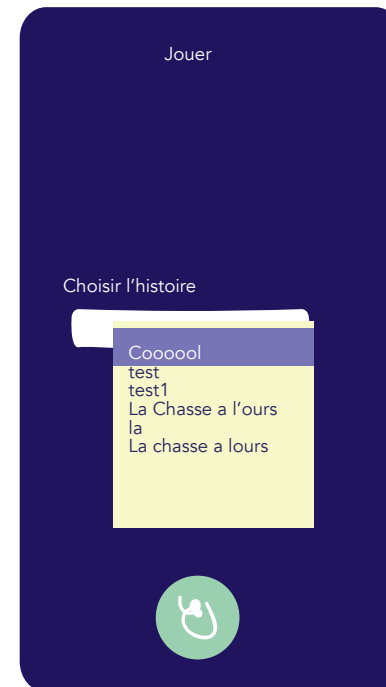 Jouer
Choisir l’histoire
Coooool
test
test1
La Chasse a l’ours
la
La chasse a lours